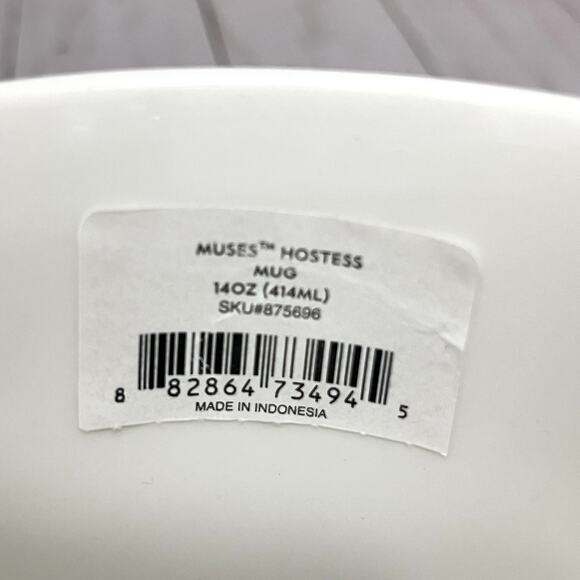 MUSES™ HOSTESS
MUG
14OZ (414ML)
SKU#875696
8 82864 73494 5
MADE IN INDONESIA